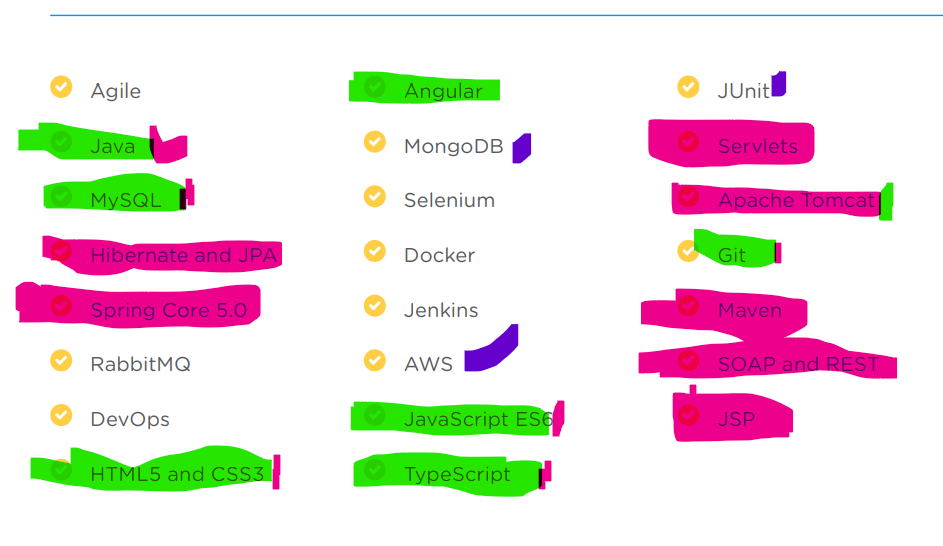 Agile
Java
MySQL
Hibernate and JPA
Spring Core 5.0
RabbitMQ
DevOps
HTML5 and CSS3
Angular
MongoDB
Selenium
Docker
Jenkins
AWS
JavaScript ES6
TypeScript
JUnit
Servlets
Apache Tomcat
Git
Maven
SOAP and REST
JSP